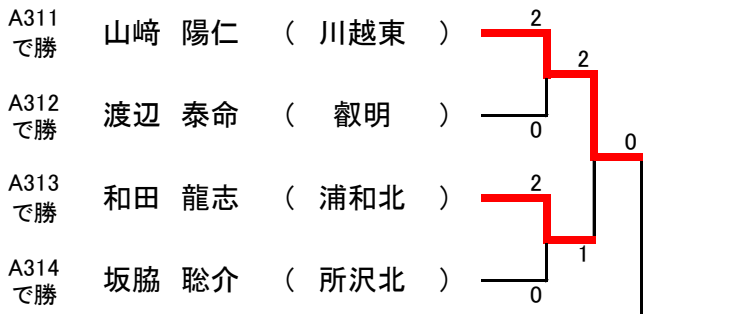 A311 で勝 山﨑 陽仁 ( 川越東 ) 2
2
A312 で勝 渡辺 泰命 ( 叡明 ) 0
0
A313 で勝 和田 龍志 ( 浦和北 ) 2
1
A314 で勝 坂脇 聡介 ( 所沢北 ) 0